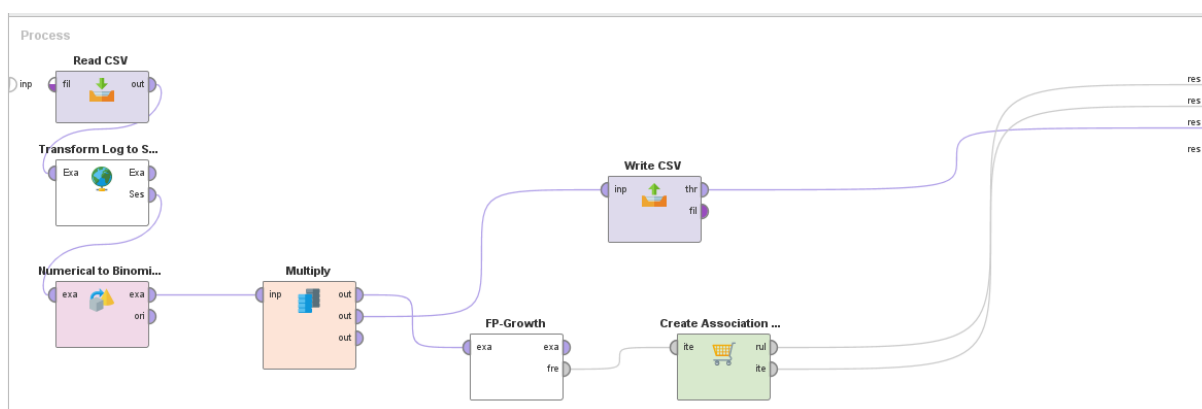 Process
Read CSV
inp
fil
out
res
res
res
res
Transform Log to S...
Exa
Exa
Ses
Write CSV
inp
thr
fil
Numerical to Binomi...
exa
exa
ori
Multiply
inp
out
out
out
FP-Growth
exa
exa
fre
Create Association ...
ite
rul
ite